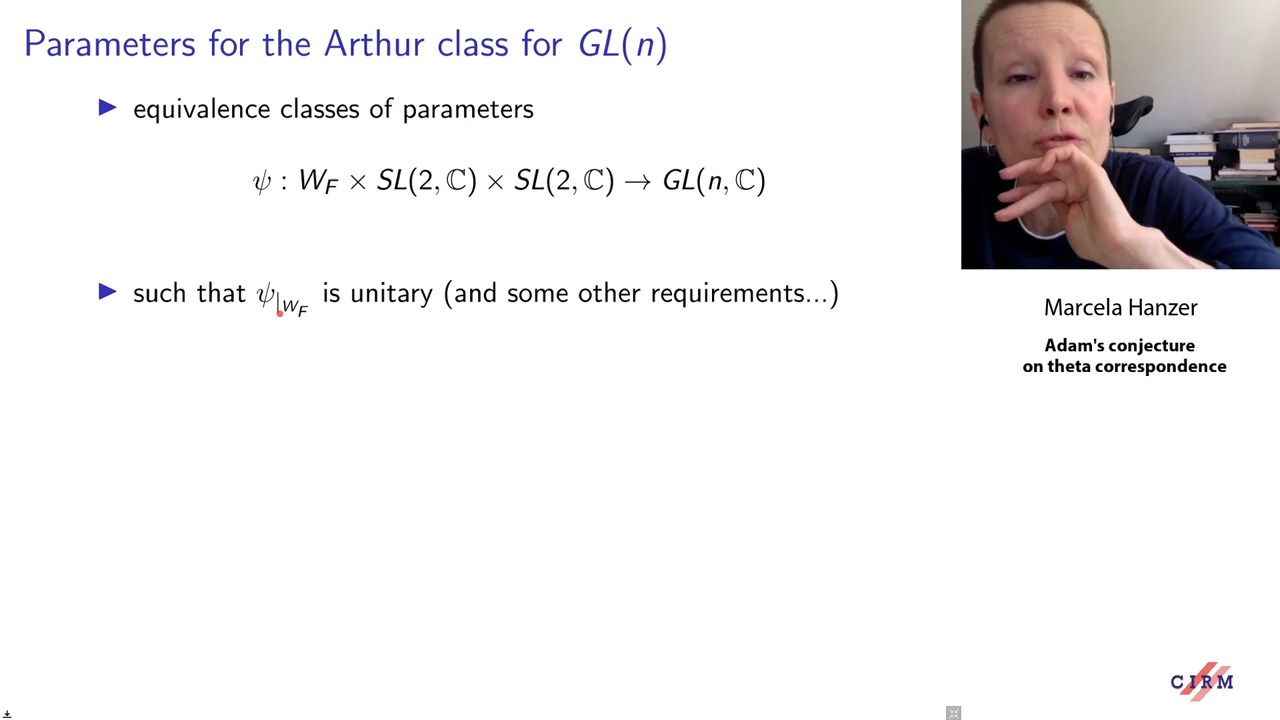 Parameters for the Arthur class for GL(n)
▶ equivalence classes of parameters
ψ : W_F × SL(2, ℂ) × SL(2, ℂ) → GL(n, ℂ)
▶ such that ψ_{|W_F} is unitary (and some other requirements...)
Marcela Hanzer
Adam's conjecture
on theta correspondence
CIRM